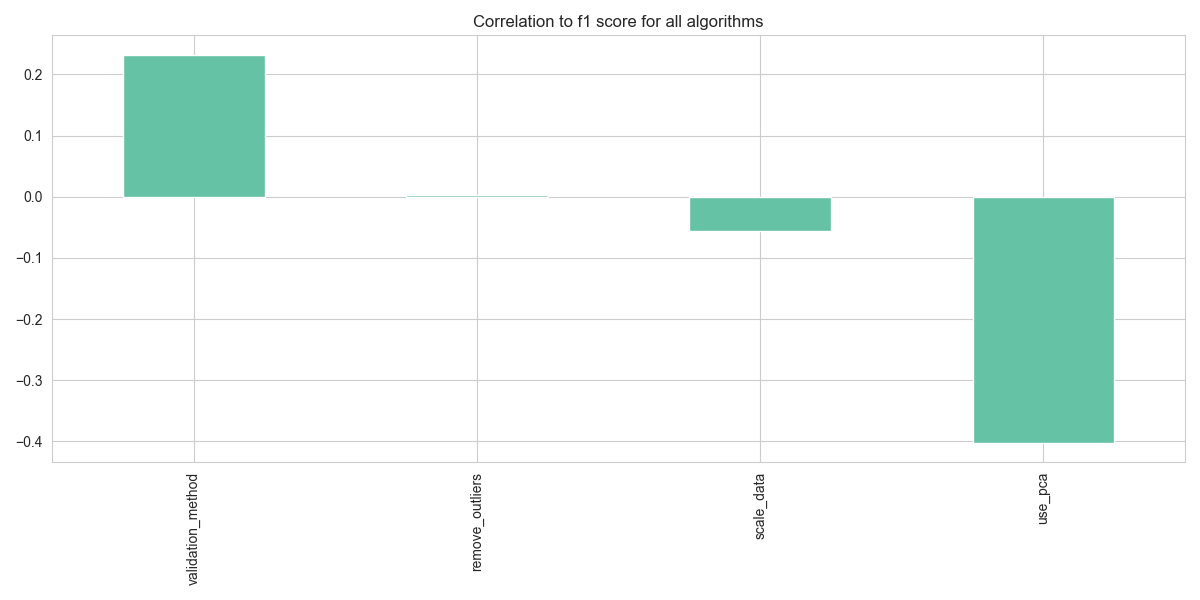 Correlation to f1 score for all algorithms
0.2
0.1
0.0
−0.1
−0.2
−0.3
−0.4
validation_method
remove_outliers
scale_data
use_pca